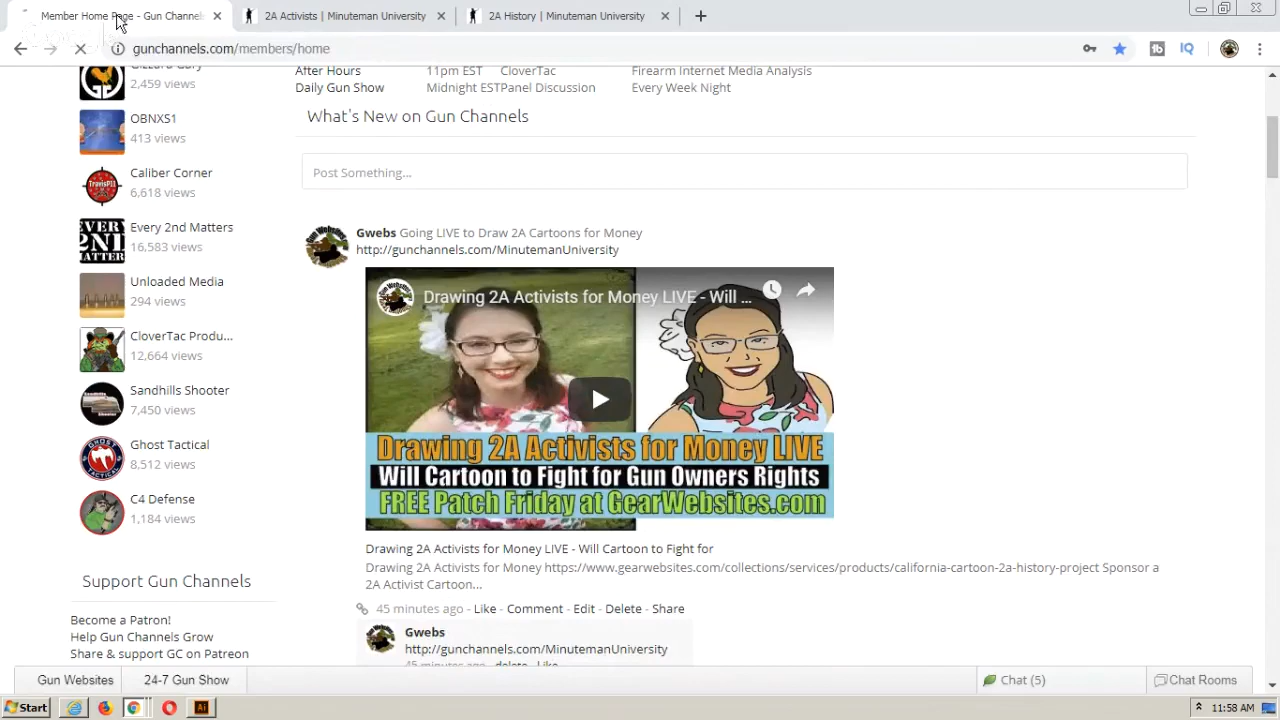 Member Home Page - Gun Channels
2A Activists | Minuteman University
2A History | Minuteman University
gunchannels.com/members/home
Gizzard Gary
2,459 views
OBNXS1
413 views
Caliber Corner
6,618 views
Every 2nd Matters
16,583 views
Unloaded Media
294 views
CloverTac Produ...
12,664 views
Sandhills Shooter
7,450 views
Ghost Tactical
8,512 views
C4 Defense
1,184 views
Support Gun Channels
Become a Patron!
Help Gun Channels Grow
Share & support GC on Patreon
After Hours 11pm EST CloverTac Firearm Internet Media Analysis
Daily Gun Show Midnight ESTPanel Discussion Every Week Night
What's New on Gun Channels
Post Something...
Gwebs Going LIVE to Draw 2A Cartoons for Money
http://gunchannels.com/MinutemanUniversity
Drawing 2A Activists for Money LIVE - Will ...
Drawing 2A Activists for Money LIVE
Will Cartoon to Fight for Gun Owners Rights
FREE Patch Friday at GearWebsites.com
Drawing 2A Activists for Money LIVE - Will Cartoon to Fight for
Drawing 2A Activists for Money https://www.gearwebsites.com/collections/services/products/california-cartoon-2a-history-project Sponsor a
2A Activist Cartoon...
45 minutes ago - Like - Comment - Edit - Delete - Share
Gwebs
http://gunchannels.com/MinutemanUniversity
45 minutes ago - delete - Like
Gun Websites
24-7 Gun Show
Chat (5)
Chat Rooms
Start
11:58 AM